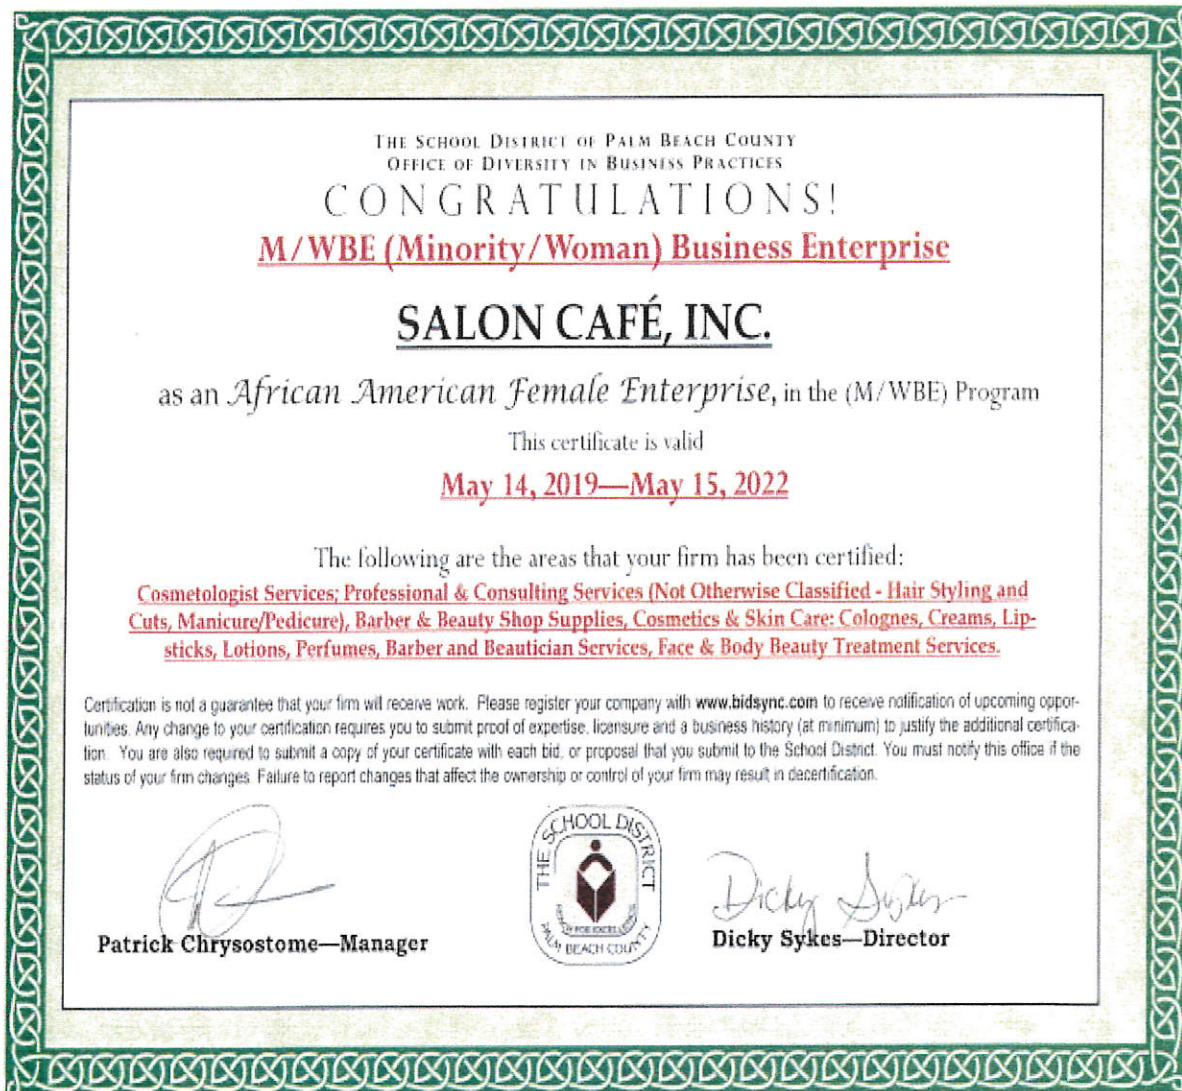 THE SCHOOL DISTRICT OF PALM BEACH COUNTY
OFFICE OF DIVERSITY IN BUSINESS PRACTICES
CONGRATULATIONS!
M/WBE (Minority/Woman) Business Enterprise
SALON CAFÉ, INC.
as an African American Female Enterprise, in the (M/WBE) Program
This certificate is valid
May 14, 2019—May 15, 2022
The following are the areas that your firm has been certified:
Cosmetologist Services; Professional & Consulting Services (Not Otherwise Classified - Hair Styling and
Cuts, Manicure/Pedicure), Barber & Beauty Shop Supplies, Cosmetics & Skin Care: Colognes, Creams, Lip-
sticks, Lotions, Perfumes, Barber and Beautician Services, Face & Body Beauty Treatment Services.
Certification is not a guarantee that your firm will receive work. Please register your company with www.bidsync.com to receive notification of upcoming oppor-
tunities. Any change to your certification requires you to submit proof of expertise, licensure and a business history (at minimum) to justify the additional certifica-
tion. You are also required to submit a copy of your certificate with each bid, or proposal that you submit to the School District. You must notify this office if the
status of your firm changes. Failure to report changes that affect the ownership or control of your firm may result in decertification.
THE SCHOOL DISTRICT
FOR EXCELLENCE
PALM BEACH COUNTY
Dicky Sykes
Patrick Chrysostome—Manager
Dicky Sykes—Director